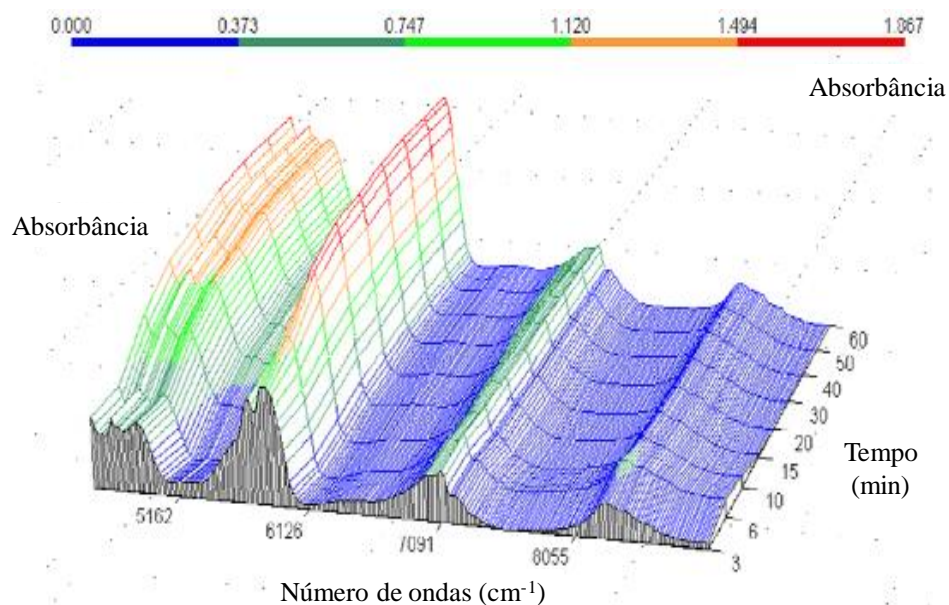 0.000 0.373 0.747 1.120 1.494 1.867
Absorbância
Absorbância
60
50
40
30
20
15
10
6
3
Tempo
(min)
5162 6126 7091 8055
Número de ondas (cm⁻¹)